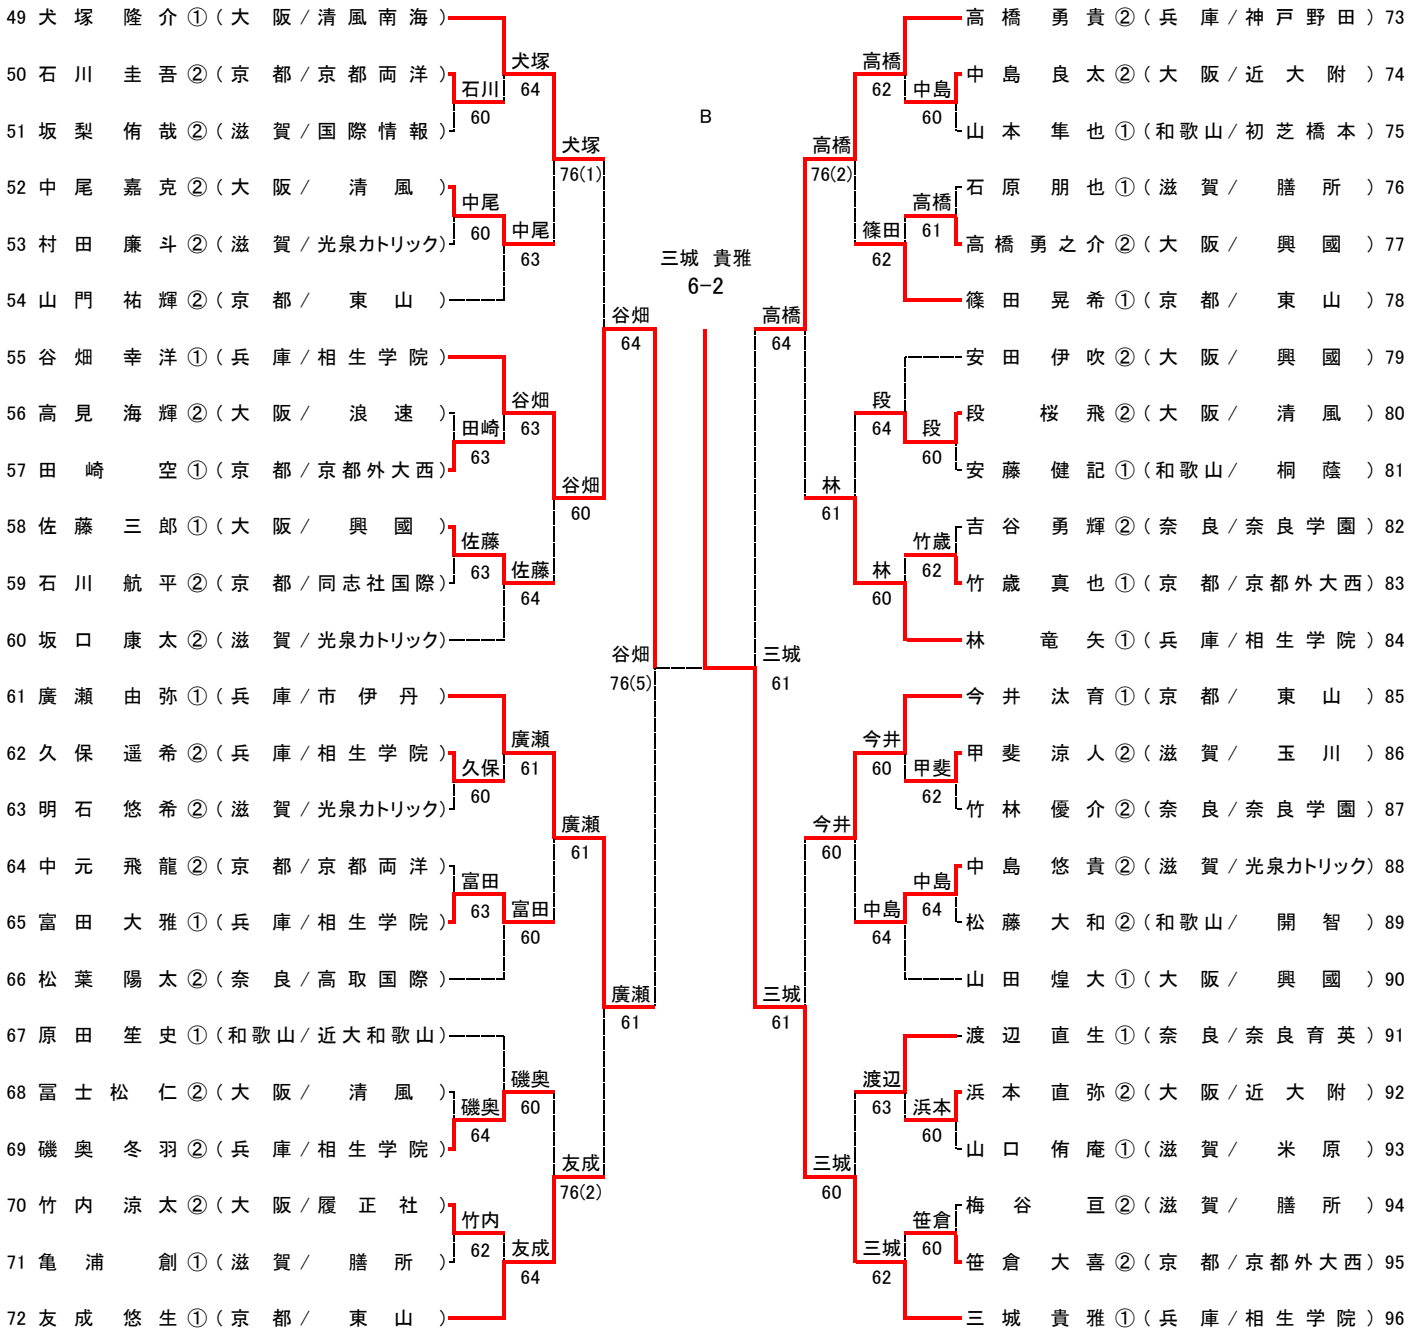 49 犬塚 隆介①(大阪/清風南海)
50 石川 圭吾②(京都/京都両洋)
51 坂梨 侑哉②(滋賀/国際情報)
52 中尾 嘉克②(大阪/清風)
53 村田 廉斗②(滋賀/光泉カトリック)
54 山門 祐輝②(京都/東山)
55 谷畑 幸洋①(兵庫/相生学院)
56 高見 海輝②(大阪/浪速)
57 田崎 空①(京都/京都外大西)
58 佐藤 三郎①(大阪/興國)
59 石川 航平②(京都/同志社国際)
60 坂口 康太②(滋賀/光泉カトリック)
61 廣瀬 由弥①(兵庫/市伊丹)
62 久保 遥希②(兵庫/相生学院)
63 明石 悠希②(滋賀/光泉カトリック)
64 中元 飛龍②(京都/京都両洋)
65 富田 大雅①(兵庫/相生学院)
66 松葉 陽太②(奈良/高取国際)
67 原田 笙史①(和歌山/近大和歌山)
68 冨士松 仁②(大阪/清風)
69 磯奥 冬羽②(兵庫/相生学院)
70 竹内 涼太②(大阪/履正社)
71 亀浦 創①(滋賀/膳所)
72 友成 悠生①(京都/東山)
石川
60
中尾
60
田崎
63
佐藤
63
久保
60
富田
63
磯奥
64
竹内
62
犬塚
64
中尾
63
谷畑
63
佐藤
64
廣瀬
61
富田
60
磯奥
60
友成
64
犬塚
76(1)
谷畑
60
廣瀬
61
友成
76(2)
谷畑
64
廣瀬
61
谷畑
76(5)
B
三城 貴雅
6-2
三城
61
高橋
64
三城
61
高橋
76(2)
林
61
今井
60
三城
60
高橋
62
篠田
62
段
64
林
60
今井
60
中島
64
渡辺
63
三城
62
中島
60
高橋
61
段
60
竹歳
62
甲斐
62
中島
64
浜本
60
笹倉
60
高橋 勇貴②(兵庫/神戸野田) 73
中島 良太②(大阪/近大附) 74
山本 隼也①(和歌山/初芝橋本) 75
石原 朋也①(滋賀/膳所) 76
高橋勇之介②(大阪/興國) 77
篠田 晃希①(京都/東山) 78
安田 伊吹②(大阪/興國) 79
段 桜飛②(大阪/清風) 80
安藤 健記①(和歌山/桐蔭) 81
吉谷 勇輝②(奈良/奈良学園) 82
竹歳 真也①(京都/京都外大西) 83
林 竜矢①(兵庫/相生学院) 84
今井 汰育①(京都/東山) 85
甲斐 涼人②(滋賀/玉川) 86
竹林 優介②(奈良/奈良学園) 87
中島 悠貴②(滋賀/光泉カトリック) 88
松藤 大和②(和歌山/開智) 89
山田 煌大①(大阪/興國) 90
渡辺 直生①(奈良/奈良育英) 91
浜本 直弥②(大阪/近大附) 92
山口 侑庵①(滋賀/米原) 93
梅谷 亘②(滋賀/膳所) 94
笹倉 大喜②(京都/京都外大西) 95
三城 貴雅①(兵庫/相生学院) 96